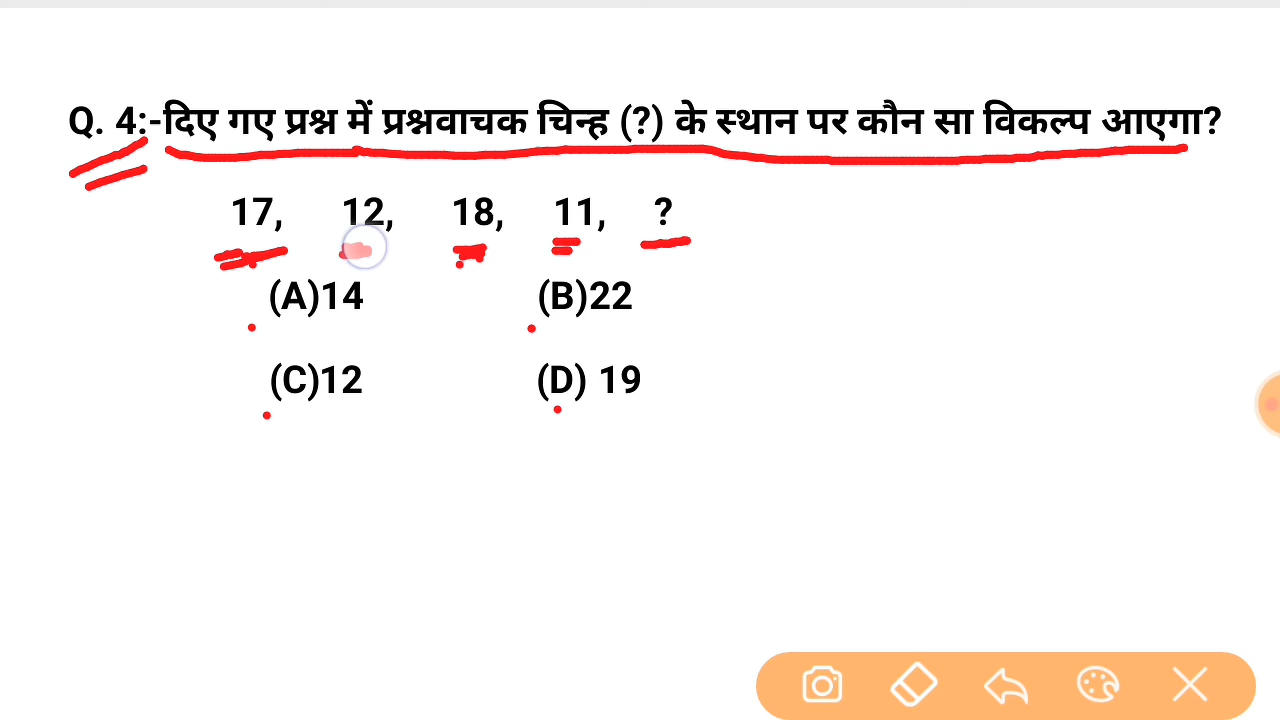 Q. 4:-दिए गए प्रश्न में प्रश्नवाचक चिन्ह (?) के स्थान पर कौन सा विकल्प आएगा?
17, 12, 18, 11, ?
(A)14 (B)22
(C)12 (D) 19